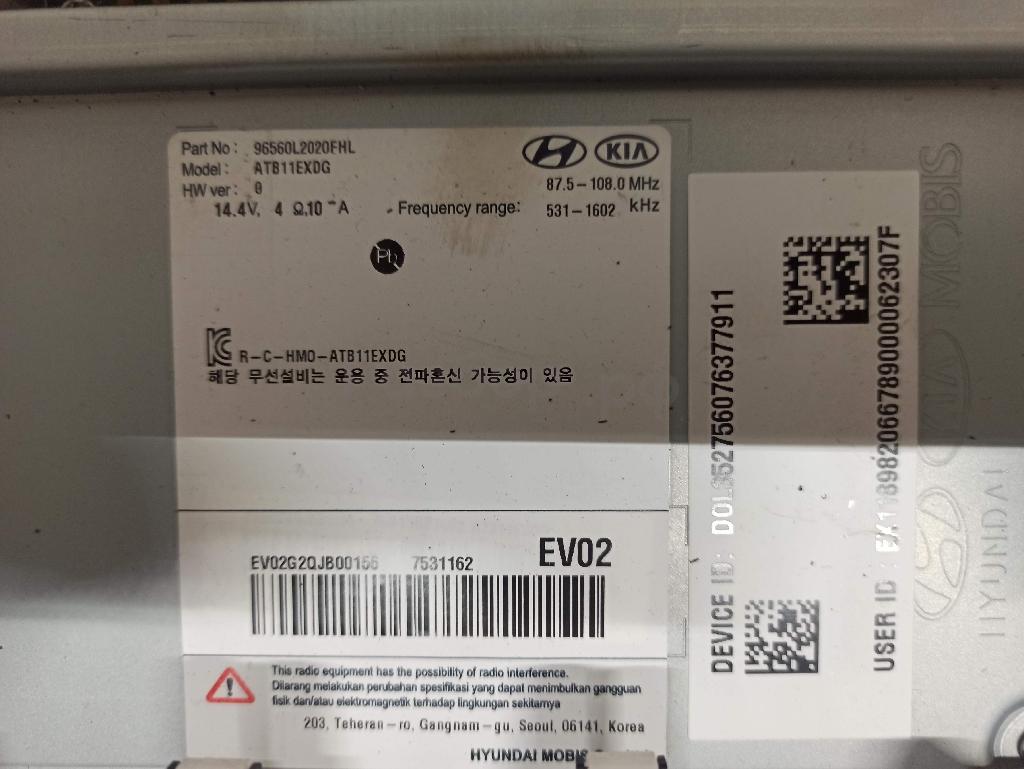 Part No : 96560L2020FHL
Model : ATB11EXDG
HW ver : 0
14.4V, 4 Ω,10 A
Frequency range:
87.5-108.0 MHz
531-1602 kHz
KIA
Pb
R-C-HMO-ATB11EXDG
해당 무선설비는 운용 중 전파혼신 가능성이 있음
EV02G2QJB00156 7531162
EV02
This radio equipment has the possibility of radio interference.
Dilarang melakukan perubahan spesifikasi yang dapat menimbulkan gangguan
fisik dan/atau elektromagnetik terhadap lingkungan sekitarnya
203, Teheran-ro, Gangnam-gu, Seoul, 06141, Korea
HYUNDAI MOBIS
DEVICE ID:
USER ID :
HYUNDAI KIA MOBIS